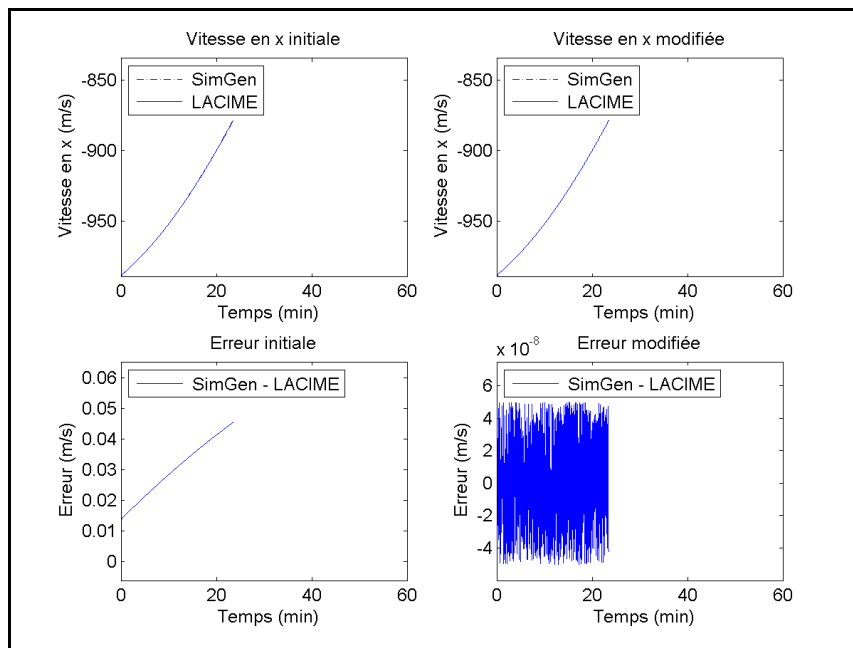 Vitesse en x initiale
-850
-900
-950
Vitesse en x (m/s)
SimGen
LACIME
0
20
40
60
Temps (min)
Vitesse en x modifiée
-850
-900
-950
Vitesse en x (m/s)
SimGen
LACIME
0
20
40
60
Temps (min)
Erreur initiale
0.06
0.05
0.04
0.03
0.02
0.01
0
Erreur (m/s)
SimGen - LACIME
0
20
40
60
Temps (min)
x 10^-8
Erreur modifiée
6
4
2
0
-2
-4
Erreur (m/s)
SimGen - LACIME
0
20
40
60
Temps (min)